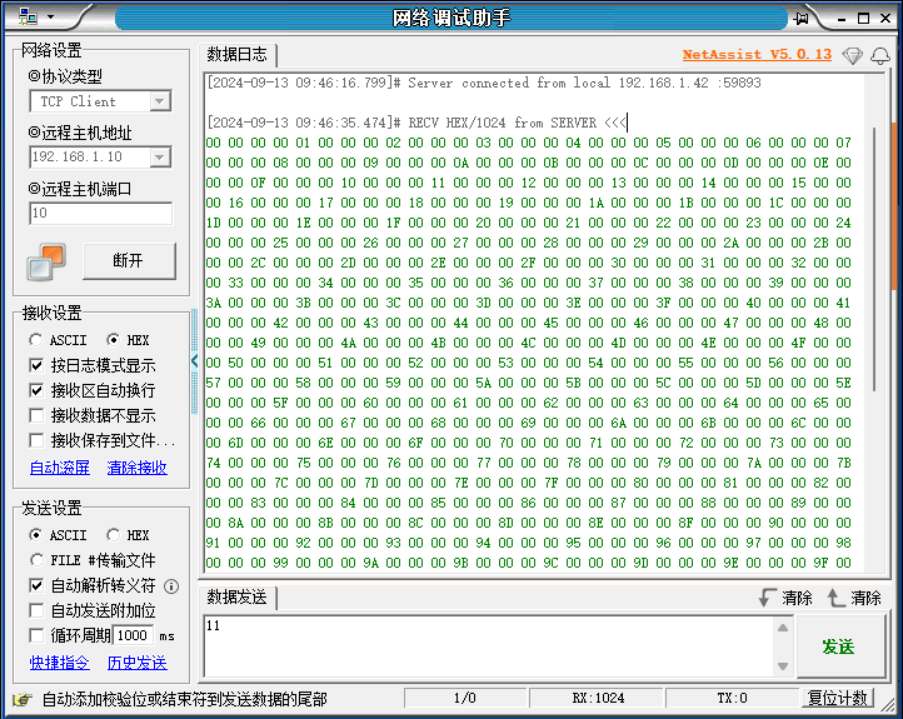 网络调试助手
网络设置
协议类型
TCP Client
远程主机地址
192.168.1.10
远程主机端口
10
断开
接收设置
ASCII HEX
按日志模式显示
接收区自动换行
接收数据不显示
接收保存到文件...
自动滚屏 清除接收
发送设置
ASCII HEX
FILE #传输文件
自动解析转义符
自动发送附加位
循环周期 1000 ms
快捷指令 历史发送
数据日志
NetAssist V5.0.13
[2024-09-13 09:46:16.799]# Server connected from local 192.168.1.42 :59893
[2024-09-13 09:46:35.474]# RECV HEX/1024 from SERVER <<<
00 00 00 00 01 00 00 00 02 00 00 00 03 00 00 00 04 00 00 00 05 00 00 00 06 00 00 00 07
00 00 00 08 00 00 00 09 00 00 00 0A 00 00 00 0B 00 00 00 0C 00 00 00 0D 00 00 00 0E 00
00 00 0F 00 00 00 10 00 00 00 11 00 00 00 12 00 00 00 13 00 00 00 14 00 00 00 15 00 00
00 16 00 00 00 17 00 00 00 18 00 00 00 19 00 00 00 1A 00 00 00 1B 00 00 00 1C 00 00 00
1D 00 00 00 1E 00 00 00 1F 00 00 00 20 00 00 00 21 00 00 00 22 00 00 00 23 00 00 00 24
00 00 00 25 00 00 00 26 00 00 00 27 00 00 00 28 00 00 00 29 00 00 00 2A 00 00 00 2B 00
00 00 2C 00 00 00 2D 00 00 00 2E 00 00 00 2F 00 00 00 30 00 00 00 31 00 00 00 32 00 00
00 33 00 00 00 34 00 00 00 35 00 00 00 36 00 00 00 37 00 00 00 38 00 00 00 39 00 00 00
3A 00 00 00 3B 00 00 00 3C 00 00 00 3D 00 00 00 3E 00 00 00 3F 00 00 00 40 00 00 00 41
00 00 00 42 00 00 00 43 00 00 00 44 00 00 00 45 00 00 00 46 00 00 00 47 00 00 00 48 00
00 00 49 00 00 00 4A 00 00 00 4B 00 00 00 4C 00 00 00 4D 00 00 00 4E 00 00 00 4F 00 00
00 50 00 00 00 51 00 00 00 52 00 00 00 53 00 00 00 54 00 00 00 55 00 00 00 56 00 00 00
57 00 00 00 58 00 00 00 59 00 00 00 5A 00 00 00 5B 00 00 00 5C 00 00 00 5D 00 00 00 5E
00 00 00 5F 00 00 00 60 00 00 00 61 00 00 00 62 00 00 00 63 00 00 00 64 00 00 00 65 00
00 00 66 00 00 00 67 00 00 00 68 00 00 00 69 00 00 00 6A 00 00 00 6B 00 00 00 6C 00 00
00 6D 00 00 00 6E 00 00 00 6F 00 00 00 70 00 00 00 71 00 00 00 72 00 00 00 73 00 00 00
74 00 00 00 75 00 00 00 76 00 00 00 77 00 00 00 78 00 00 00 79 00 00 00 7A 00 00 00 7B
00 00 00 7C 00 00 00 7D 00 00 00 7E 00 00 00 7F 00 00 00 80 00 00 00 81 00 00 00 82 00
00 00 83 00 00 00 84 00 00 00 85 00 00 00 86 00 00 00 87 00 00 00 88 00 00 00 89 00 00
00 8A 00 00 00 8B 00 00 00 8C 00 00 00 8D 00 00 00 8E 00 00 00 8F 00 00 00 90 00 00 00
91 00 00 00 92 00 00 00 93 00 00 00 94 00 00 00 95 00 00 00 96 00 00 00 97 00 00 00 98
00 00 00 99 00 00 00 9A 00 00 00 9B 00 00 00 9C 00 00 00 9D 00 00 00 9E 00 00 00 9F 00
数据发送
清除 清除
11
发送
自动添加校验位或结束符到发送数据的尾部
1/0
RX:1024
TX:0
复位计数